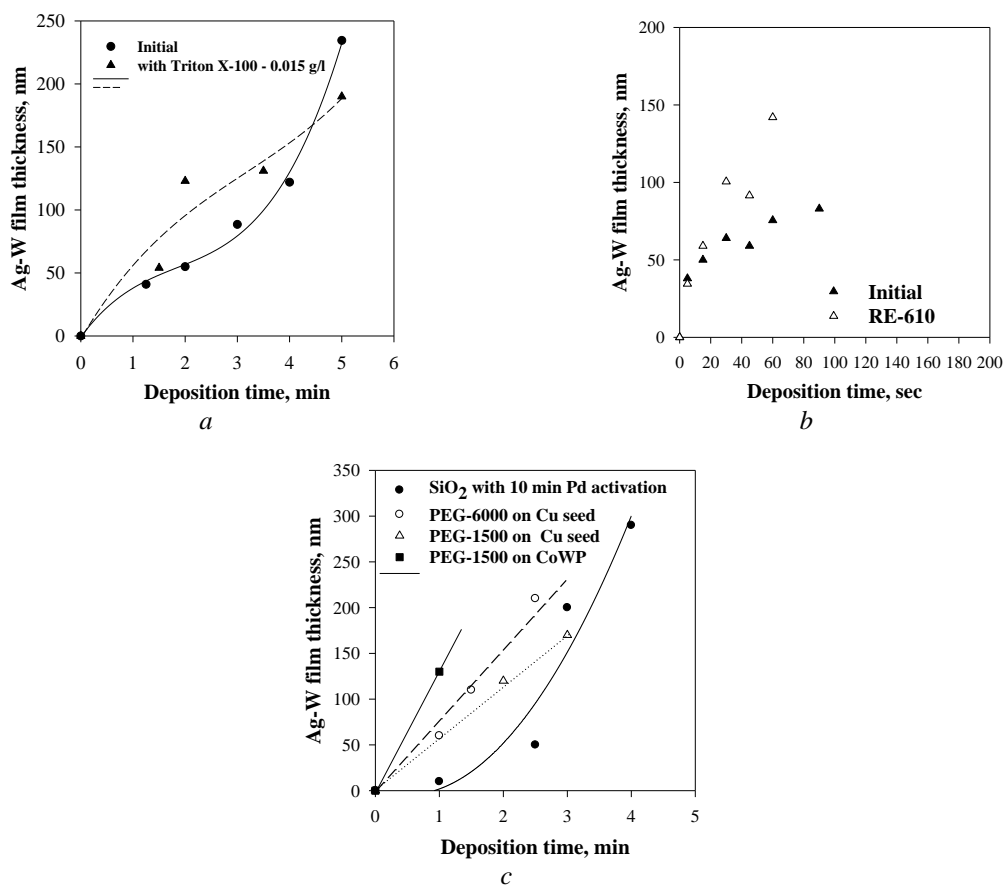 250
200
150
100
50
0
Ag-W film thickness, nm
Initial
with Triton X-100 - 0.015 g/l
0 1 2 3 4 5 6
Deposition time, min
a
200
150
100
50
0
Ag-W film thickness, nm
Initial
RE-610
0 20 40 60 80 100 120 140 160 180 200
Deposition time, sec
b
350
300
250
200
150
100
50
0
Ag-W film thickness, nm
SiO2 with 10 min Pd activation
PEG-6000 on Cu seed
PEG-1500 on Cu seed
PEG-1500 on CoWP
0 1 2 3 4 5
Deposition time, min
c